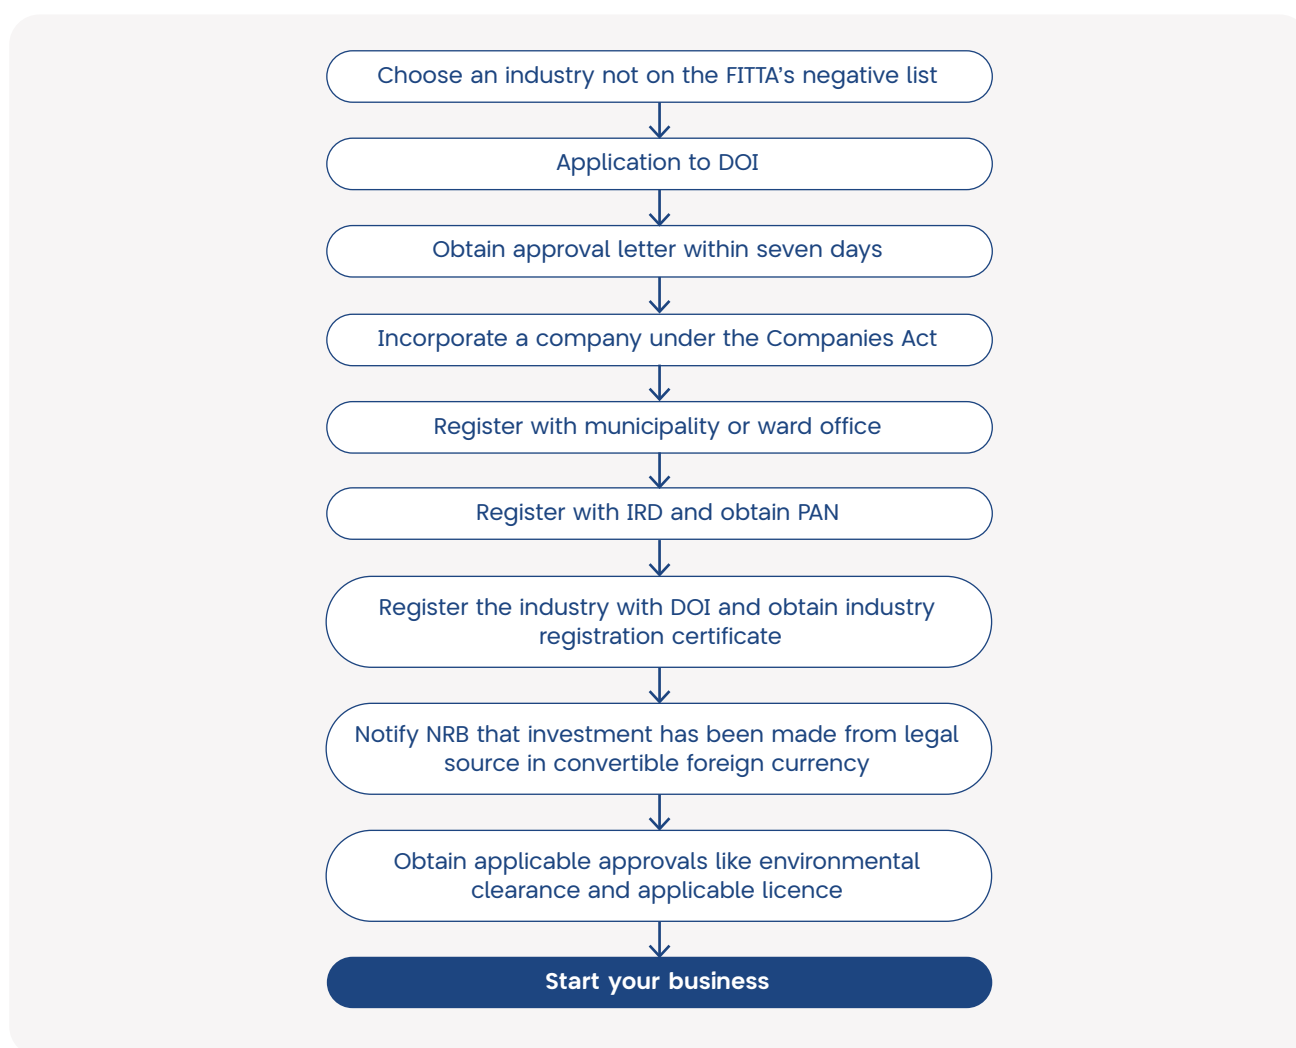 Choose an industry not on the FITTA’s negative list
Application to DOI
Obtain approval letter within seven days
Incorporate a company under the Companies Act
Register with municipality or ward office
Register with IRD and obtain PAN
Register the industry with DOI and obtain industry
registration certificate
Notify NRB that investment has been made from legal
source in convertible foreign currency
Obtain applicable approvals like environmental
clearance and applicable licence
Start your business